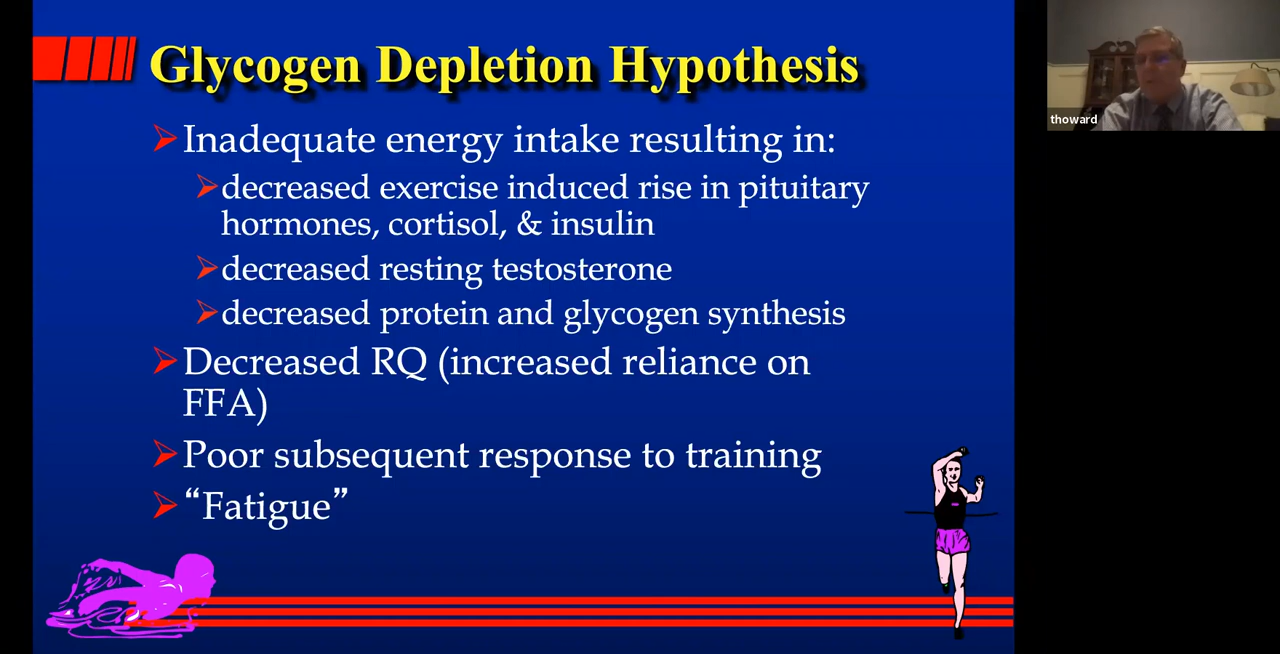 Glycogen Depletion Hypothesis
Inadequate energy intake resulting in:
decreased exercise induced rise in pituitary
hormones, cortisol, & insulin
decreased resting testosterone
decreased protein and glycogen synthesis
Decreased RQ (increased reliance on
FFA)
Poor subsequent response to training
“Fatigue”
thoward